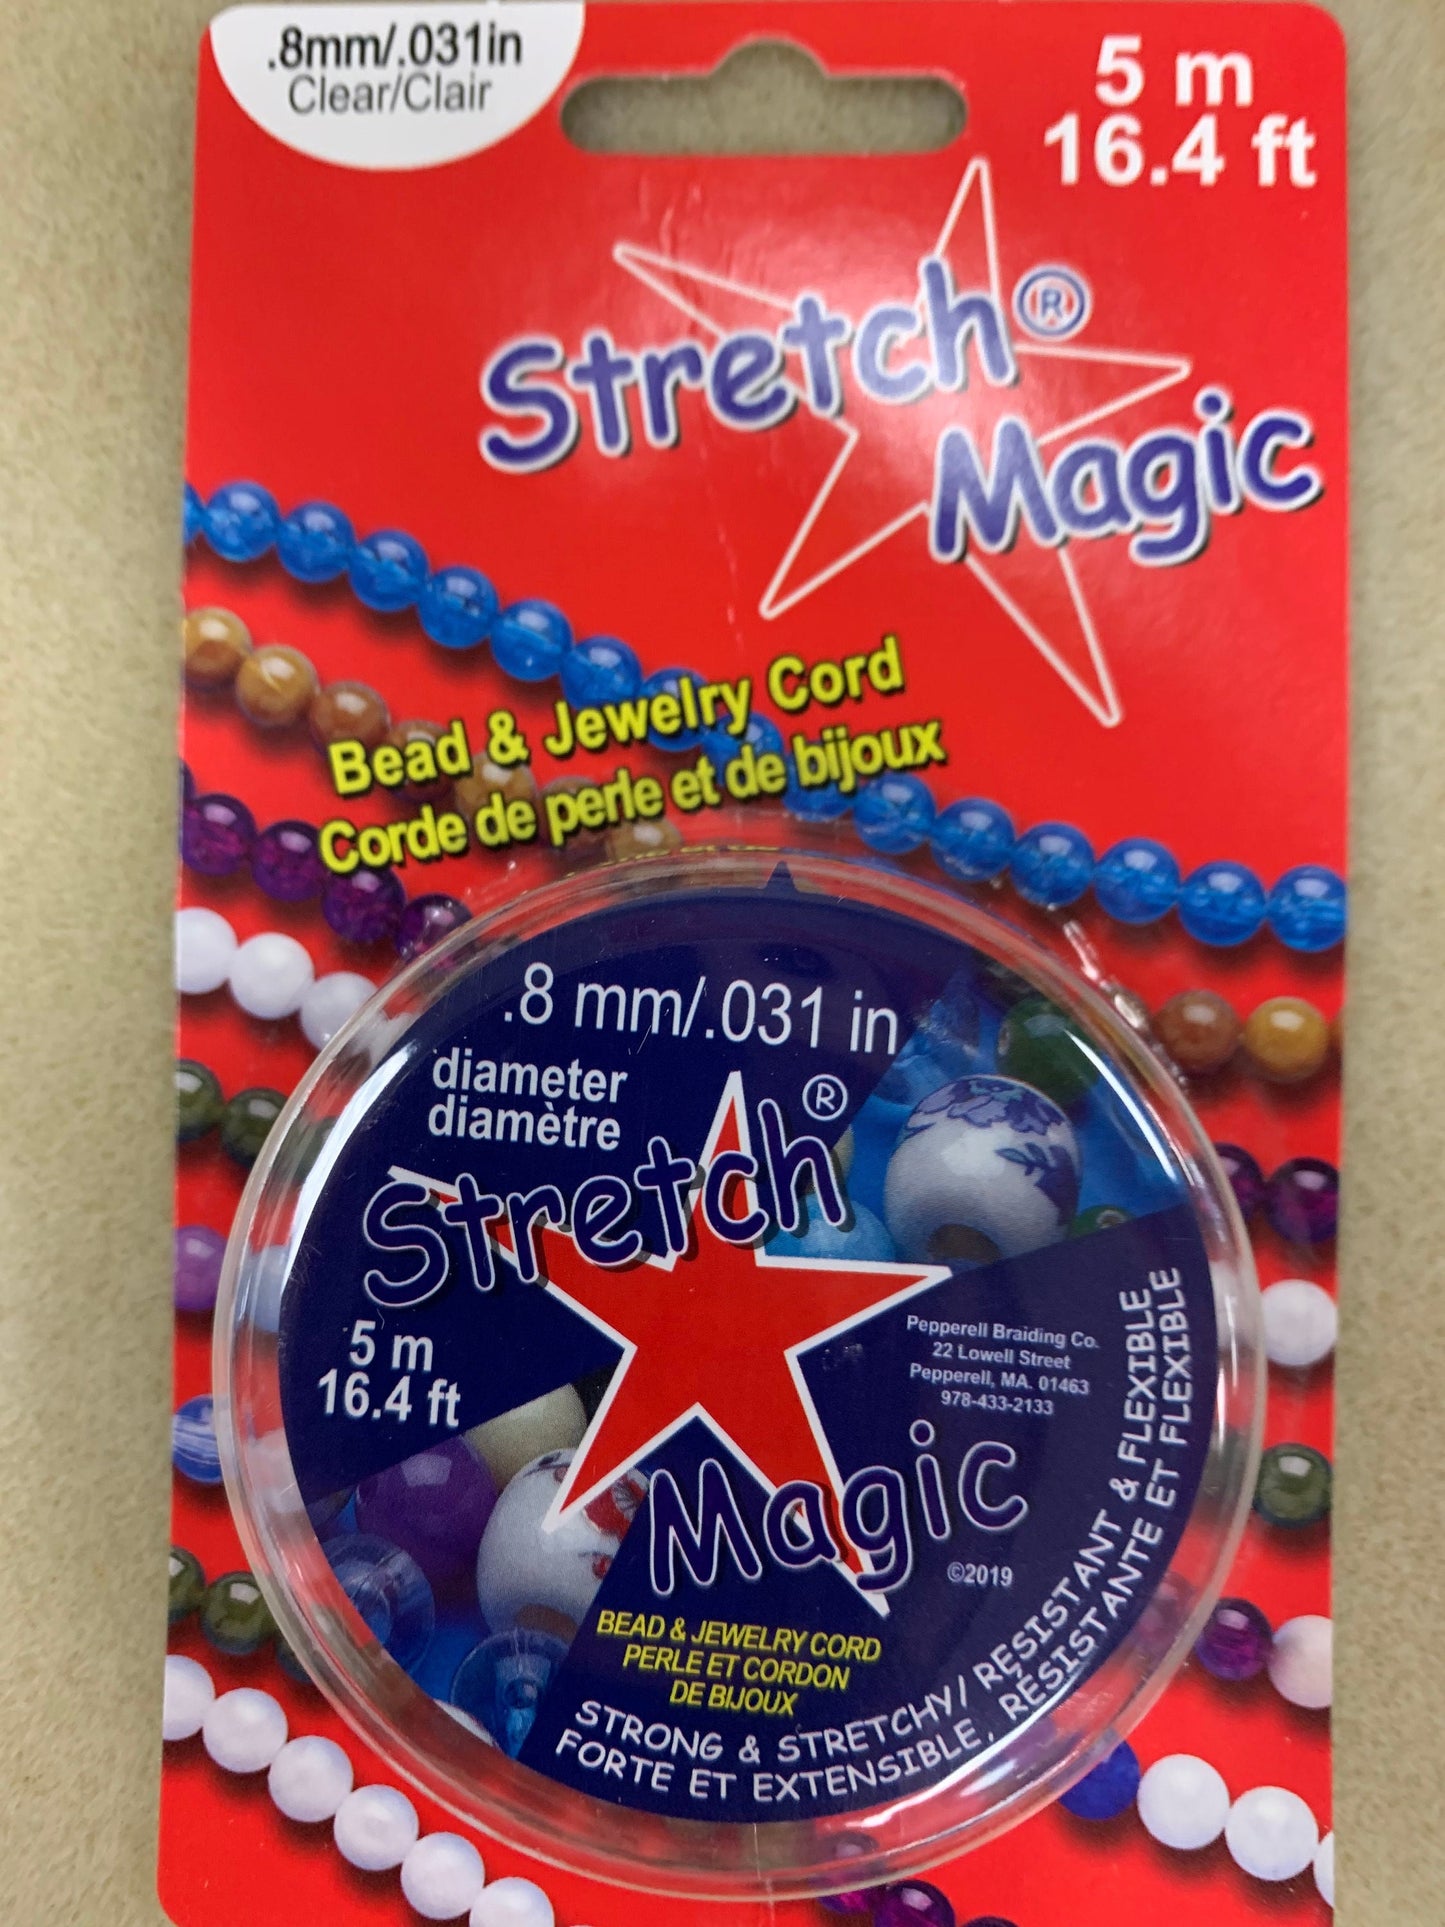 .8mm/.031in
Clear/Clair
5 m
16.4 ft
Stretch®
Magic
Bead & Jewelry Cord
Corde de perle et de bijoux
.8 mm/.031 in
diameter
diamètre
Stretch®
5 m
16.4 ft
Pepperell Braiding Co.
22 Lowell Street
Pepperell, MA. 01463
978-433-2133
Magic
©2019
BEAD & JEWELRY CORD
PERLE ET CORDON
DE BIJOUX
STRONG & STRETCHY/ RESISTANT & FLEXIBLE
FORTE ET EXTENSIBLE, RÉSISTANTE ET FLEXIBLE